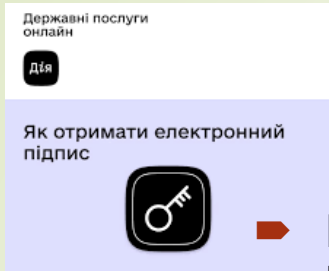 Державні послуги
онлайн
Дія
Як отримати електронний
підпис